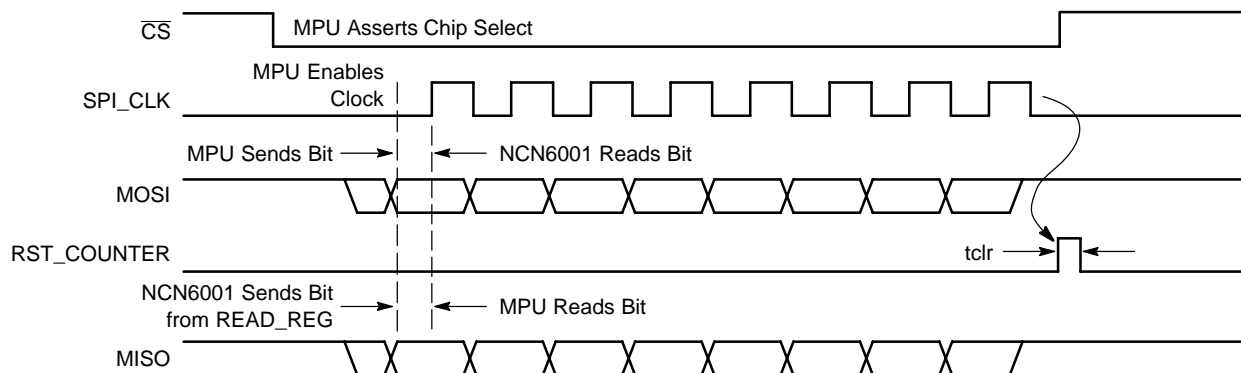 CS
MPU Asserts Chip Select
MPU Enables
Clock
SPI_CLK
MPU Sends Bit
NCN6001 Reads Bit
MOSI
RST_COUNTER
tclr
NCN6001 Sends Bit
from READ_REG
MPU Reads Bit
MISO